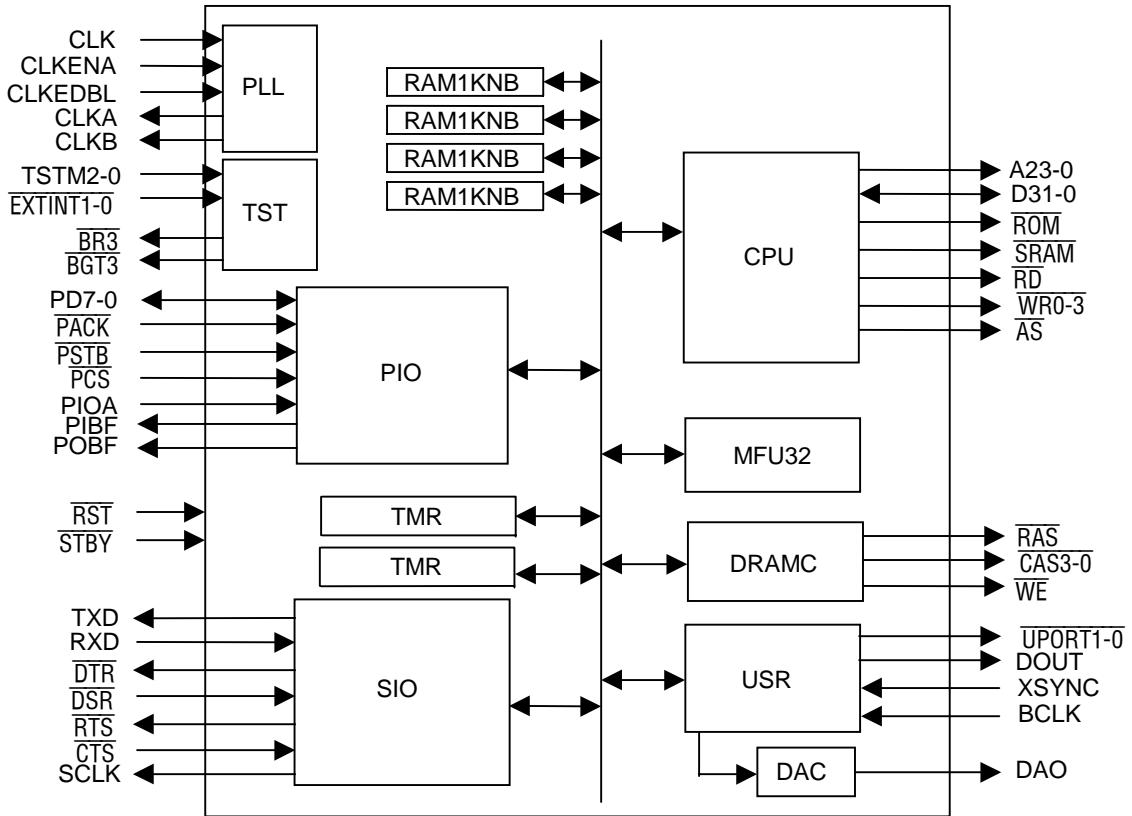 CLK
CLKENA
CLKEDBL
CLKA
CLKB
PLL
TSTM2-0
EXTINT1-0
BR3
BGT3
TST
PD7-0
PACK
PSTB
PCS
PIOA
PIBF
POBF
PIO
RST
STBY
TMR
TMR
TXD
RXD
DTR
DSR
RTS
CTS
SCLK
SIO
RAM1KNB
RAM1KNB
RAM1KNB
RAM1KNB
CPU
A23-0
D31-0
ROM
SRAM
RD
WR0-3
AS
MFU32
DRAMC
RAS
CAS3-0
WE
USR
UPORT1-0
DOUT
XSYNC
BCLK
DAC
DAO